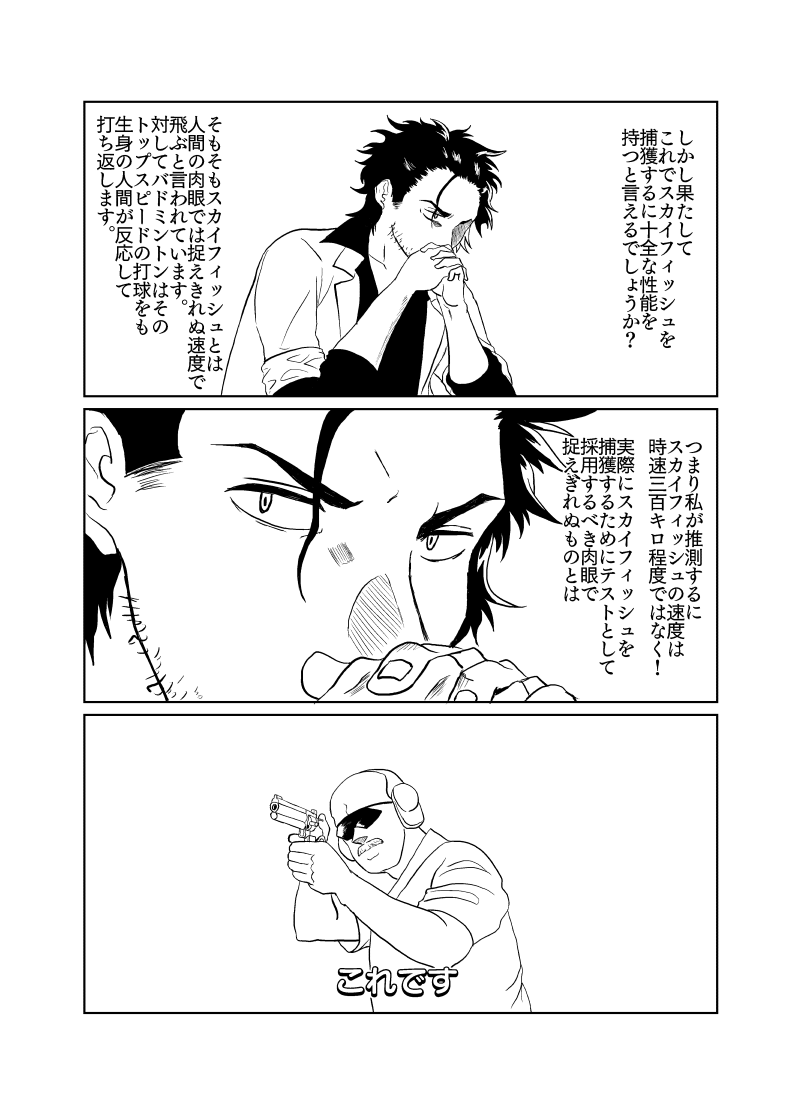 しかし果たして
これでスカイフィッシュを
捕獲するに十全な性能を
持つと言えるでしょうか？
そもそもスカイフィッシュとは
人間の肉眼では捉えきれぬ速度で
飛ぶと言われています。
対してバドミントンはその
トップスピードの打球をも
生身の人間が反応して
打ち返します。
つまり私が推測するに
スカイフィッシュの速度は
時速三百キロ程度ではなく！
実際にスカイフィッシュを
捕獲するためにテストとして
採用するべき肉眼で
捉えぎれぬものとは
これです